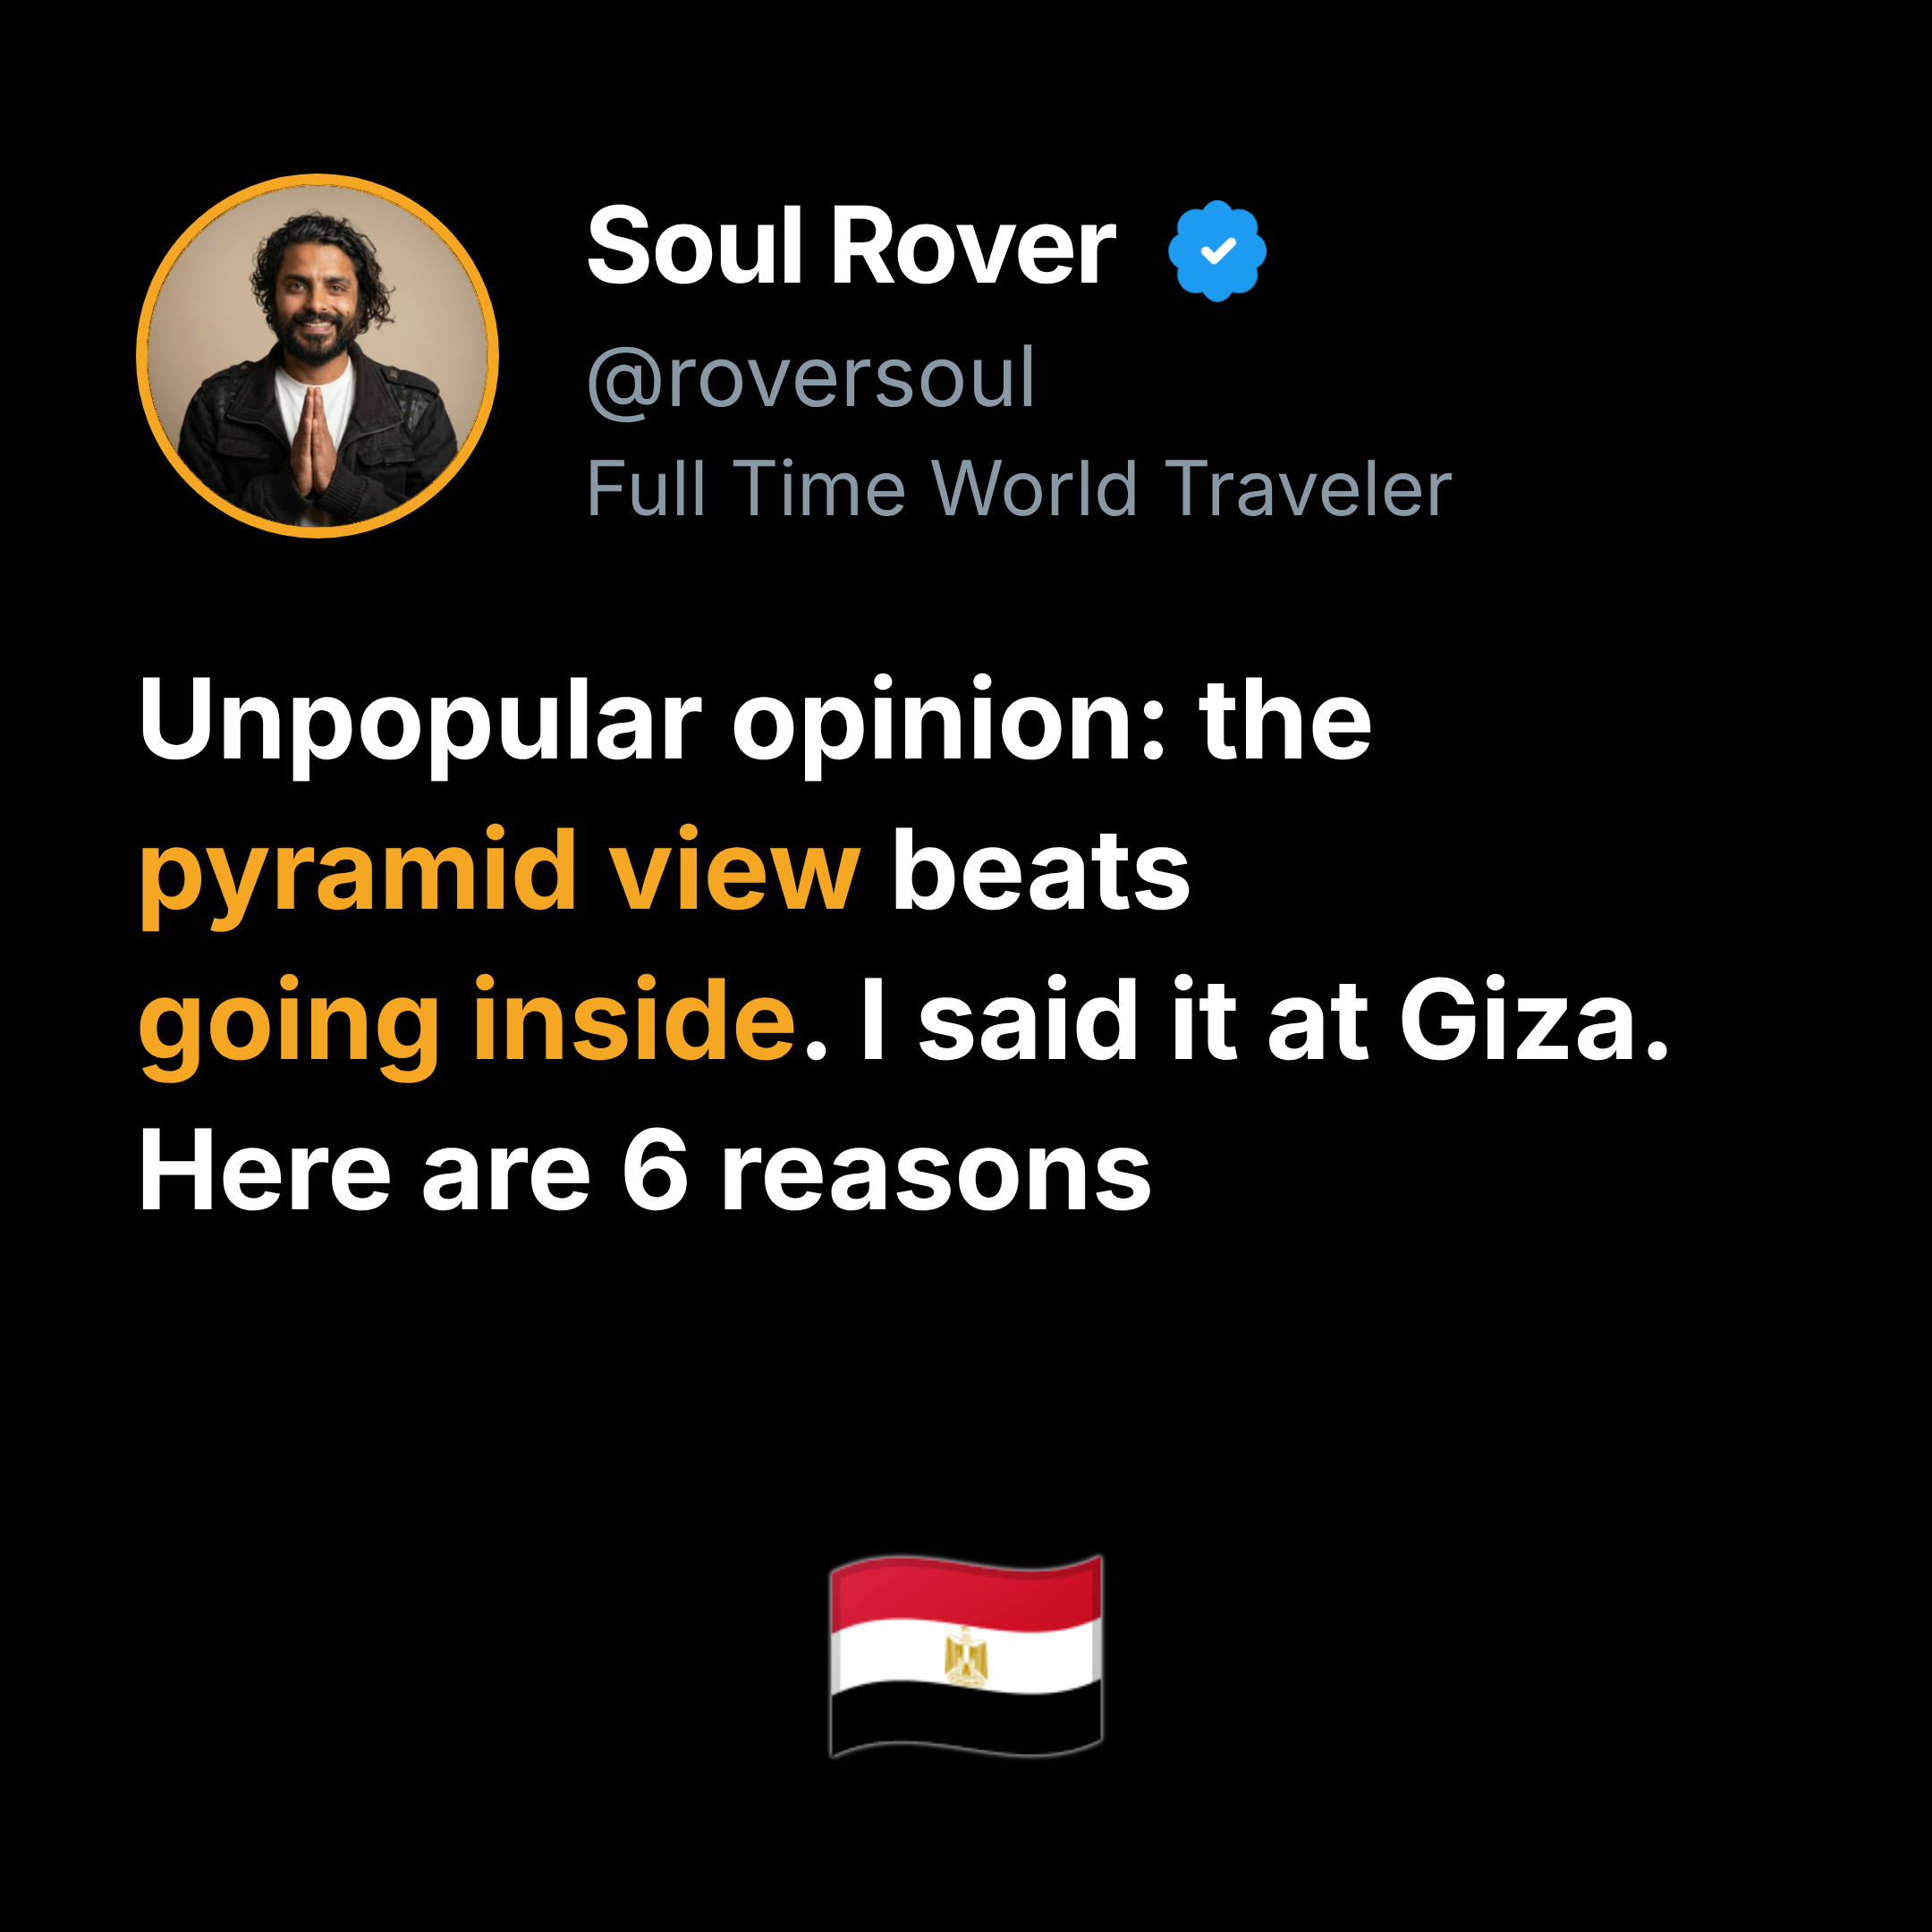 Soul Rover
@roversoul
Full Time World Traveler
Unpopular opinion: the
pyramid view beats
going inside. I said it at Giza.
Here are 6 reasons